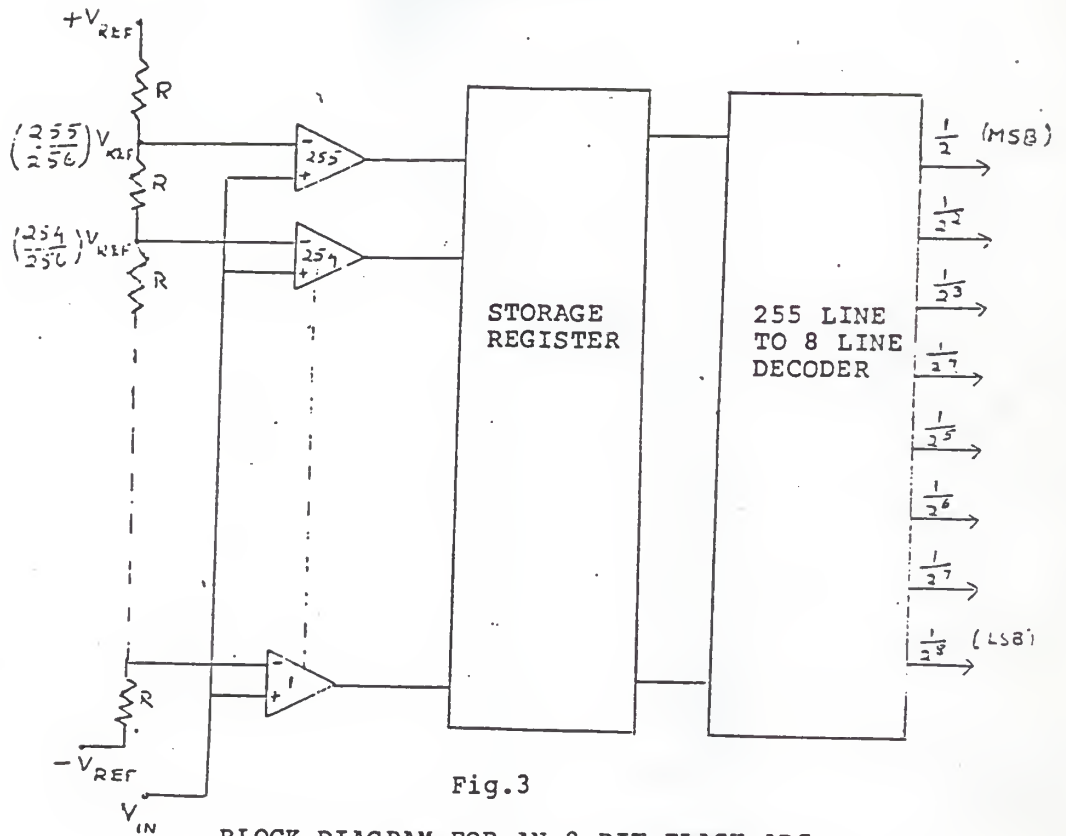 +V_REF
R
(255/256) V_REF
R
(254/256) V_REF
R
- 255 +
- 254 +
- 1 +
R
-V_REF
V_IN
STORAGE
REGISTER
255 LINE
TO 8 LINE
DECODER
1/2 (MSB)
1/2^2
1/2^3
1/2^7
1/2^5
1/2^6
1/2^7
1/2^8 (LSB)
Fig.3
BLOCK DIAGRAM FOR AN 8 BIT FLASH ADC